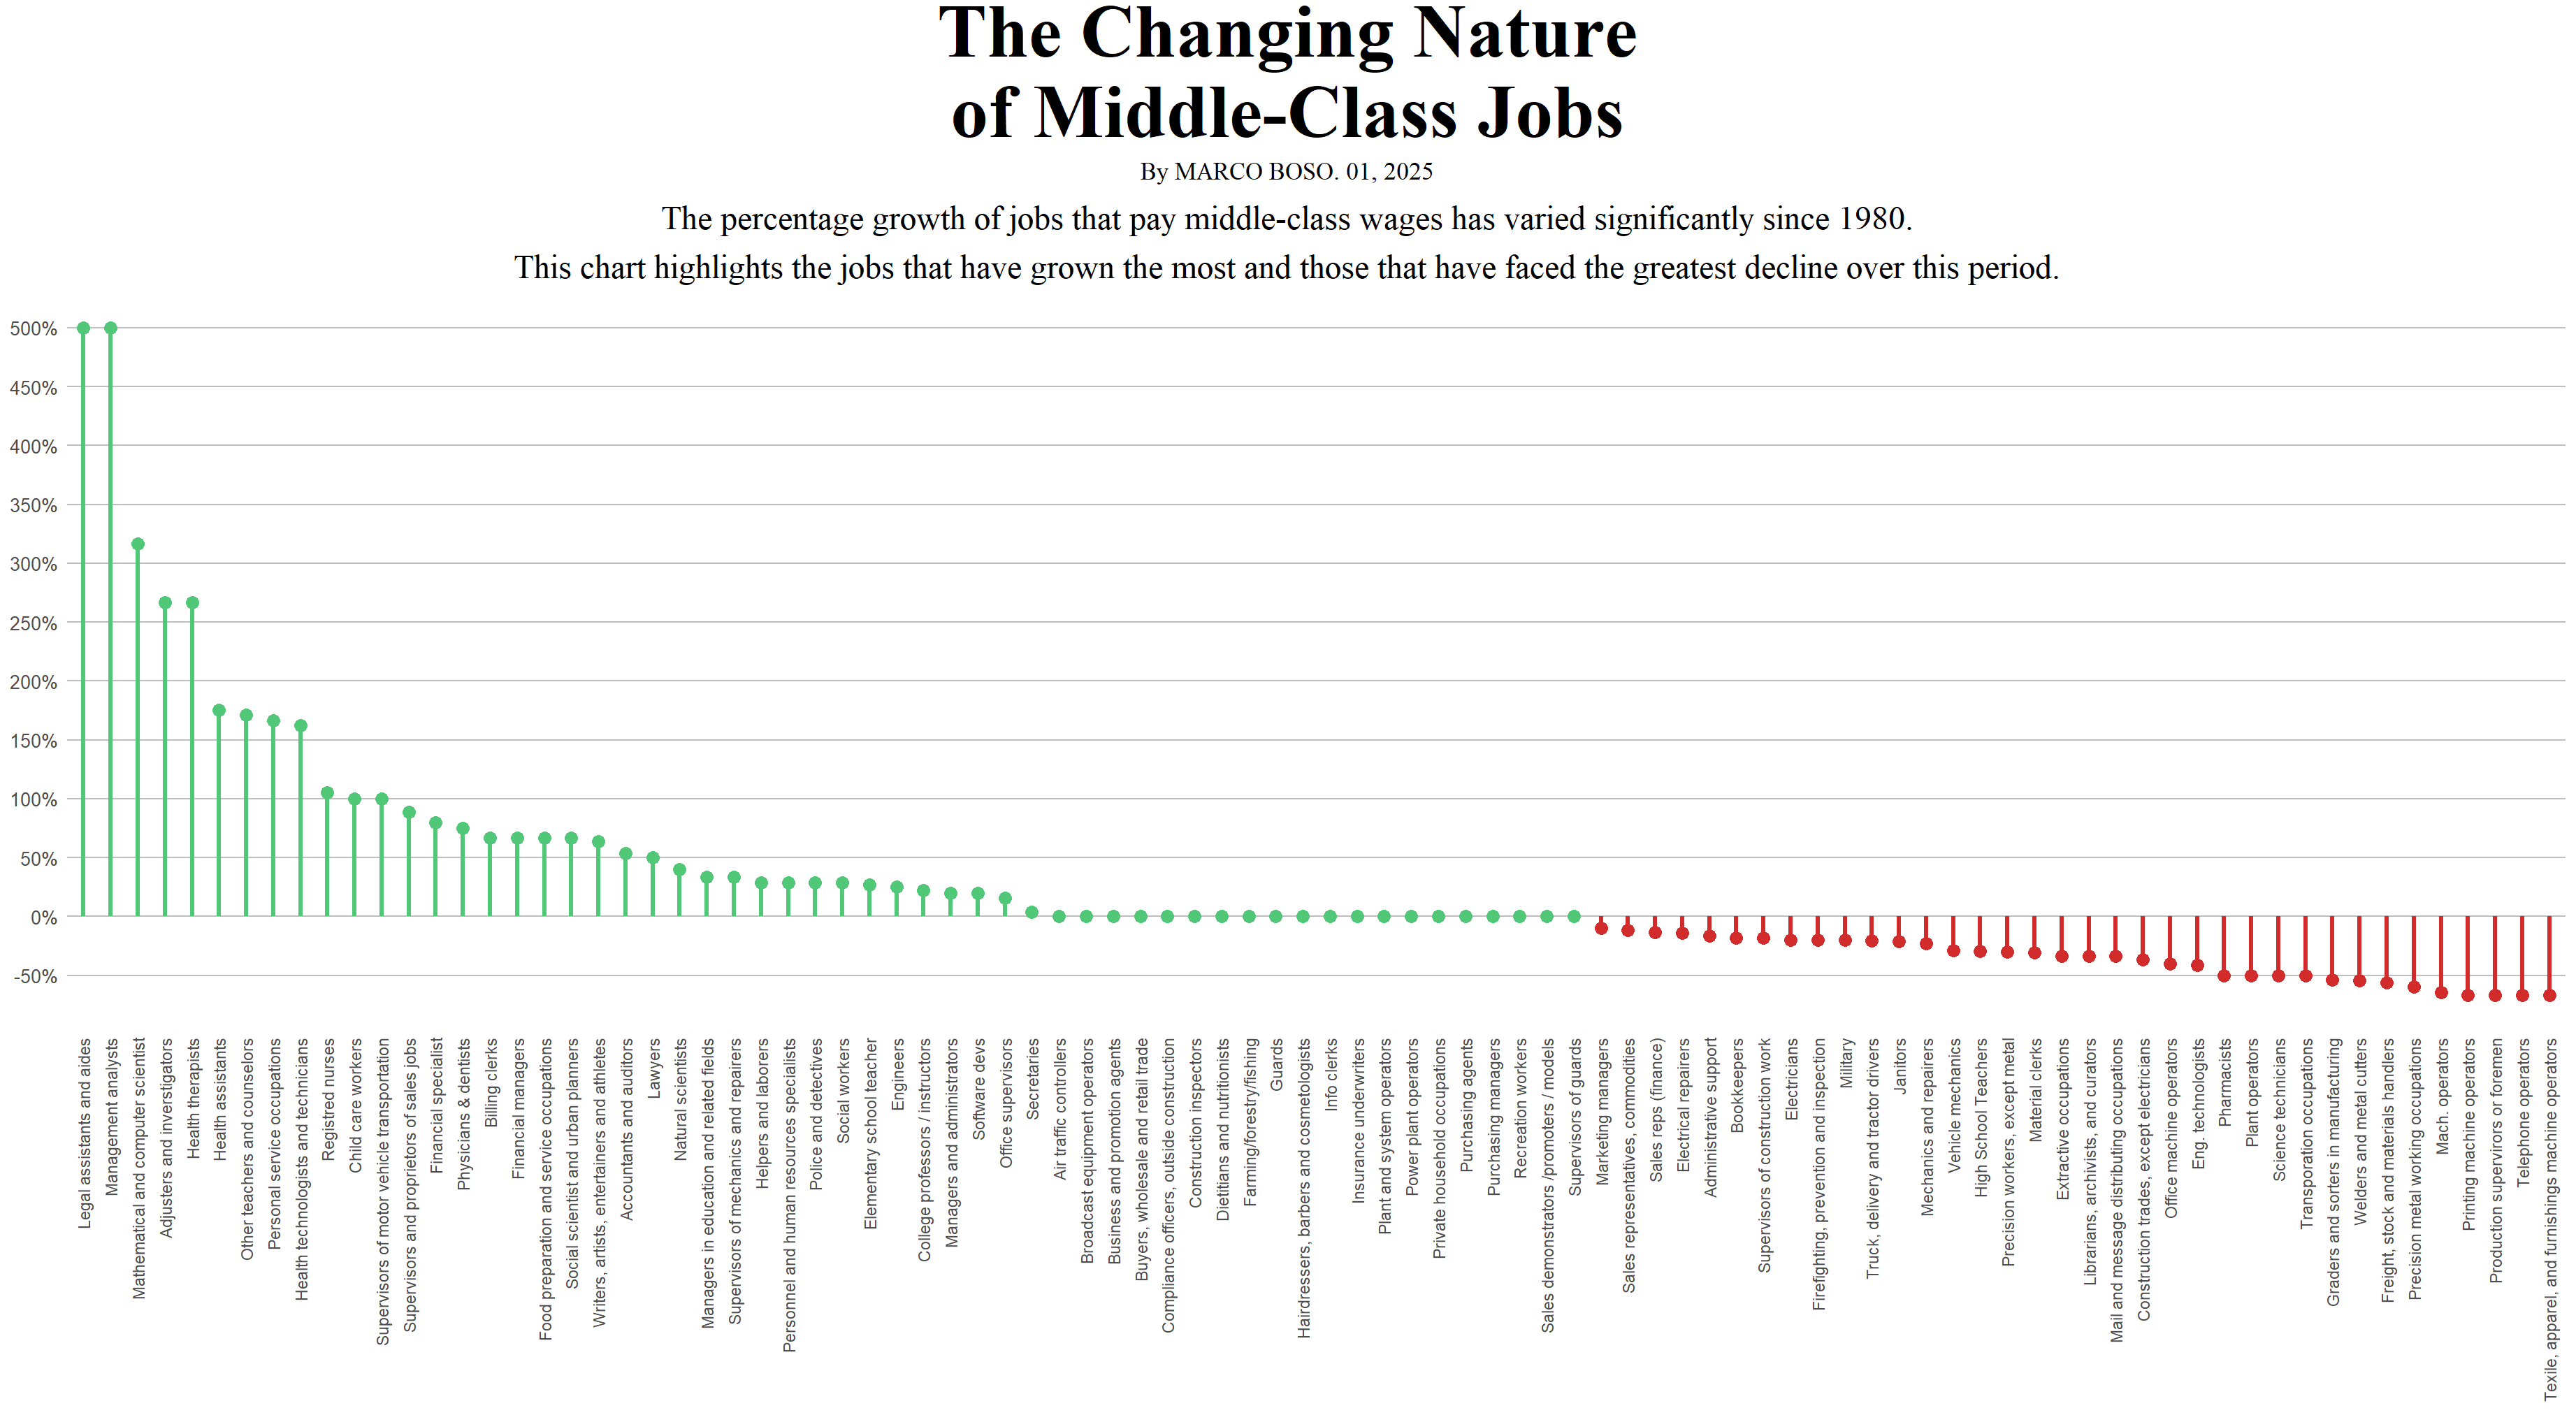 The Changing Nature
of Middle-Class Jobs
By MARCO BOSO. 01, 2025
The percentage growth of jobs that pay middle-class wages has varied significantly since 1980.
This chart highlights the jobs that have grown the most and those that have faced the greatest decline over this period.
500%
450%
400%
350%
300%
250%
200%
150%
100%
50%
0%
-50%
Legal assistants and aides
Management analysts
Mathematical and computer scientist
Adjusters and inverstigators
Health therapists
Health assistants
Other teachers and counselors
Personal service occupations
Health technologists and technicians
Registred nurses
Child care workers
Supervisors of motor vehicle transportation
Supervisors and proprietors of sales jobs
Financial specialist
Physicians & dentists
Billing clerks
Financial managers
Food preparation and service occupations
Social scientist and urban planners
Writers, artists, entertainers and athletes
Accountants and auditors
Lawyers
Natural scientists
Managers in education and related fields
Supervisors of mechanics and repairers
Helpers and laborers
Personnel and human resources specialists
Police and detectives
Social workers
Elementary school teacher
Engineers
College professors / instructors
Managers and administrators
Software devs
Office supervisors
Secretaries
Air traffic controllers
Broadcast equipment operators
Business and promotion agents
Buyers, wholesale and retail trade
Compliance officers, outside construction
Construction inspectors
Dietitians and nutritionists
Farming/forestry/fishing
Guards
Hairdressers, barbers and cosmetologists
Info clerks
Insurance underwriters
Plant and system operators
Power plant operators
Private household occupations
Purchasing agents
Purchasing managers
Recreation workers
Sales demonstrators /promoters / models
Supervisors of guards
Marketing managers
Sales representatives, commodities
Sales reps (finance)
Electrical repairers
Administrative support
Bookkeepers
Supervisors of construction work
Electricians
Firefighting, prevention and inspection
Military
Truck, delivery and tractor drivers
Janitors
Mechanics and repairers
Vehicle mechanics
High School Teachers
Precision workers, except metal
Material clerks
Extractive occupations
Librarians, archivists, and curators
Mail and message distributing occupations
Construction trades, except electricians
Office machine operators
Eng. technologists
Pharmacists
Plant operators
Science technicians
Transporation occupations
Graders and sorters in manufacturing
Welders and metal cutters
Freight, stock and materials handlers
Precision metal working occupations
Mach. operators
Printing machine operators
Production supervirors or foremen
Telephone operators
Texile, apparel, and furnishings machine operators